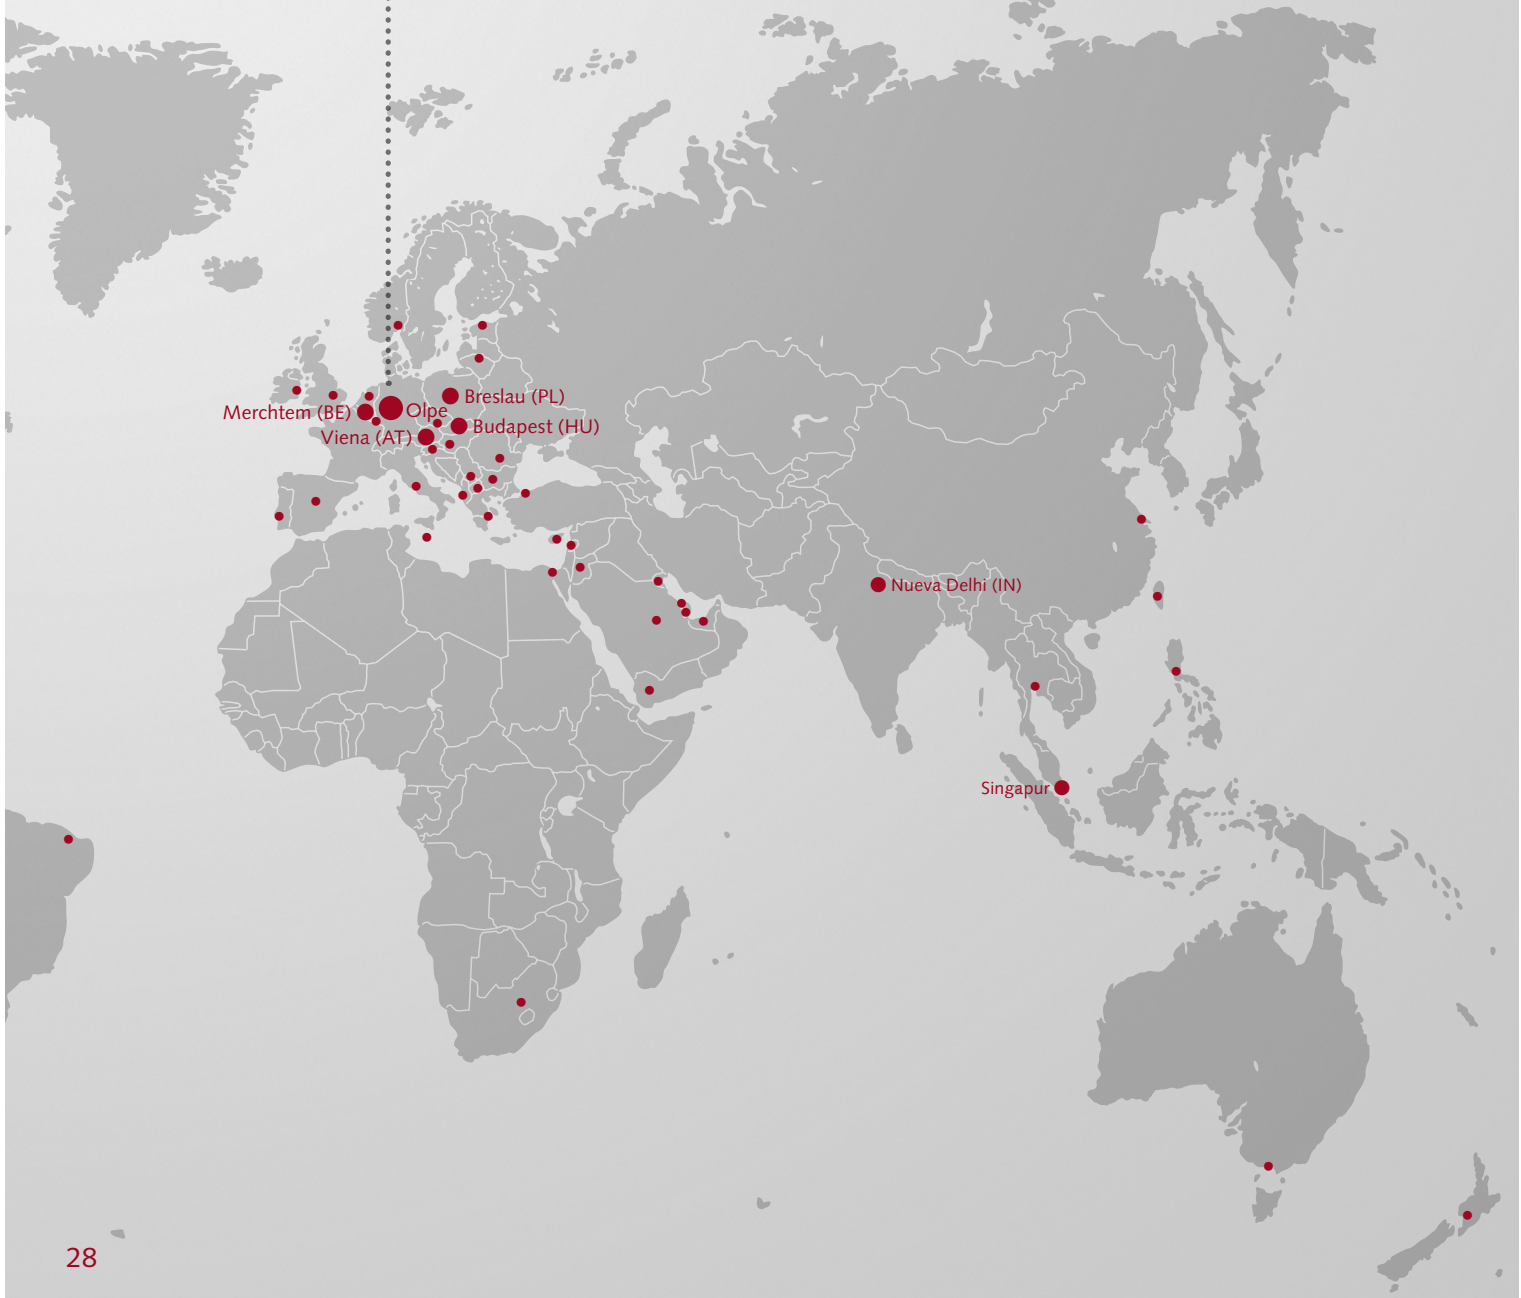 Breslau (PL)
Merchtem (BE)
Olpe
Budapest (HU)
Viena (AT)
Nueva Delhi (IN)
Singapur
28